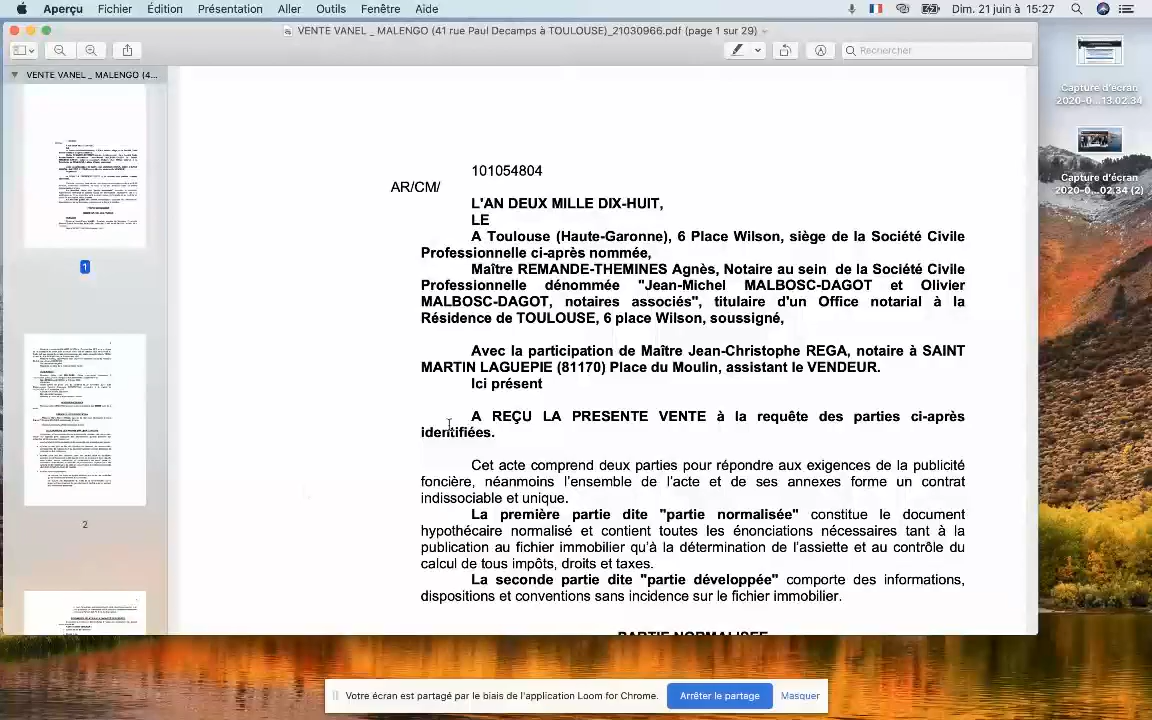 Aperçu Fichier Édition Présentation Aller Outils Fenêtre Aide Dim. 21 juin à 15:27
VENTE VANEL _ MALENGO (41 rue Paul Decamps à TOULOUSE)_21030966.pdf (page 1 sur 29)
Rechercher
VENTE VANEL _ MALENGO (4...
1
2
101054804
AR/CM/
L'AN DEUX MILLE DIX-HUIT,
LE
A Toulouse (Haute-Garonne), 6 Place Wilson, siège de la Société Civile
Professionnelle ci-après nommée,
Maître REMANDE-THEMINES Agnès, Notaire au sein de la Société Civile
Professionnelle dénommée "Jean-Michel MALBOSC-DAGOT et Olivier
MALBOSC-DAGOT, notaires associés", titulaire d'un Office notarial à la
Résidence de TOULOUSE, 6 place Wilson, soussigné,
Avec la participation de Maître Jean-Christophe REGA, notaire à SAINT
MARTIN LAGUEPIE (81170) Place du Moulin, assistant le VENDEUR.
Ici présent
A REÇU LA PRESENTE VENTE à la requête des parties ci-après
identifiées.
Cet acte comprend deux parties pour répondre aux exigences de la publicité
foncière, néanmoins l'ensemble de l'acte et de ses annexes forme un contrat
indissociable et unique.
La première partie dite "partie normalisée" constitue le document
hypothécaire normalisé et contient toutes les énonciations nécessaires tant à la
publication au fichier immobilier qu'à la détermination de l'assiette et au contrôle du
calcul de tous impôts, droits et taxes.
La seconde partie dite "partie développée" comporte des informations,
dispositions et conventions sans incidence sur le fichier immobilier.
PARTIE NORMALISEE
Capture d'écran
2020-0...13.02.34
Capture d'écran
2020-0...02.34 (2)
Votre écran est partagé par le biais de l'application Loom for Chrome. Arrêter le partage Masquer